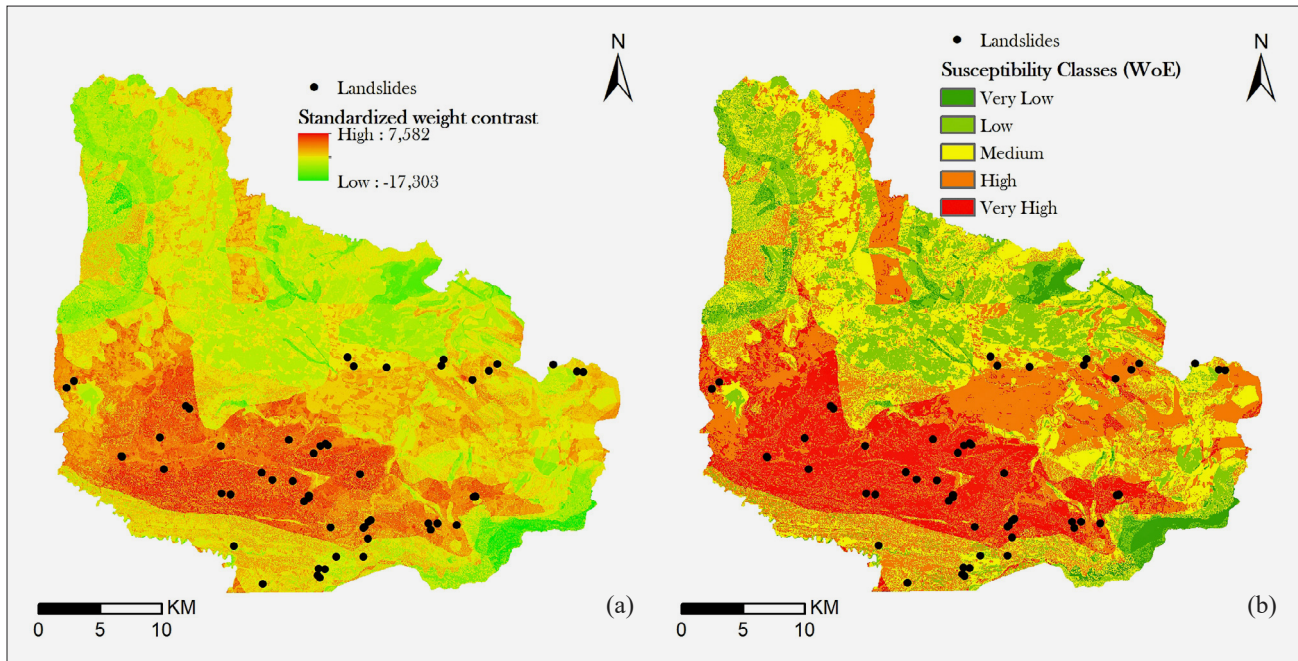 N
Landslides
Standardized weight contrast
High : 7,582
Low : -17,303
KM
0 5 10
(a)
N
Landslides
Susceptibility Classes (WoE)
Very Low
Low
Medium
High
Very High
KM
0 5 10
(b)